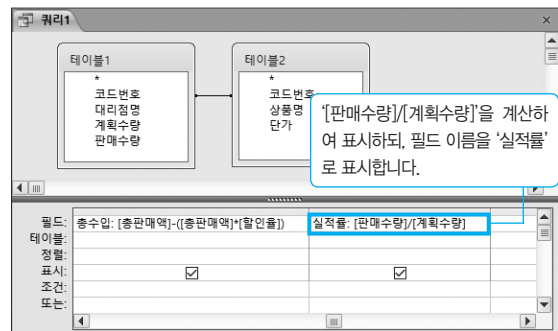 쿼리1
테이블1
*
코드번호
대리점명
계획수량
판매수량
테이블2
*
코드번호
상품명
단가
'[판매수량]/[계획수량]'을 계산하
여 표시하되, 필드 이름을 '실적률'
로 표시합니다.
필드: 총수입: [총판매액]-([총판매액]*[할인율]) 실적률: [판매수량]/[계획수량]
테이블:
정렬:
표시:
조건:
또는: